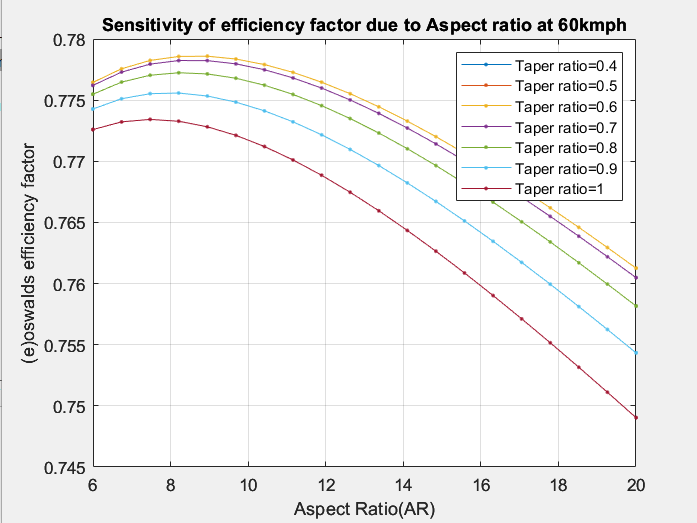 Sensitivity of efficiency factor due to Aspect ratio at 60kmph
0.78
0.775
0.77
0.765
0.76
0.755
0.75
0.745
(e)oswalds efficiency factor
Taper ratio=0.4
Taper ratio=0.5
Taper ratio=0.6
Taper ratio=0.7
Taper ratio=0.8
Taper ratio=0.9
Taper ratio=1
6 8 10 12 14 16 18 20
Aspect Ratio(AR)